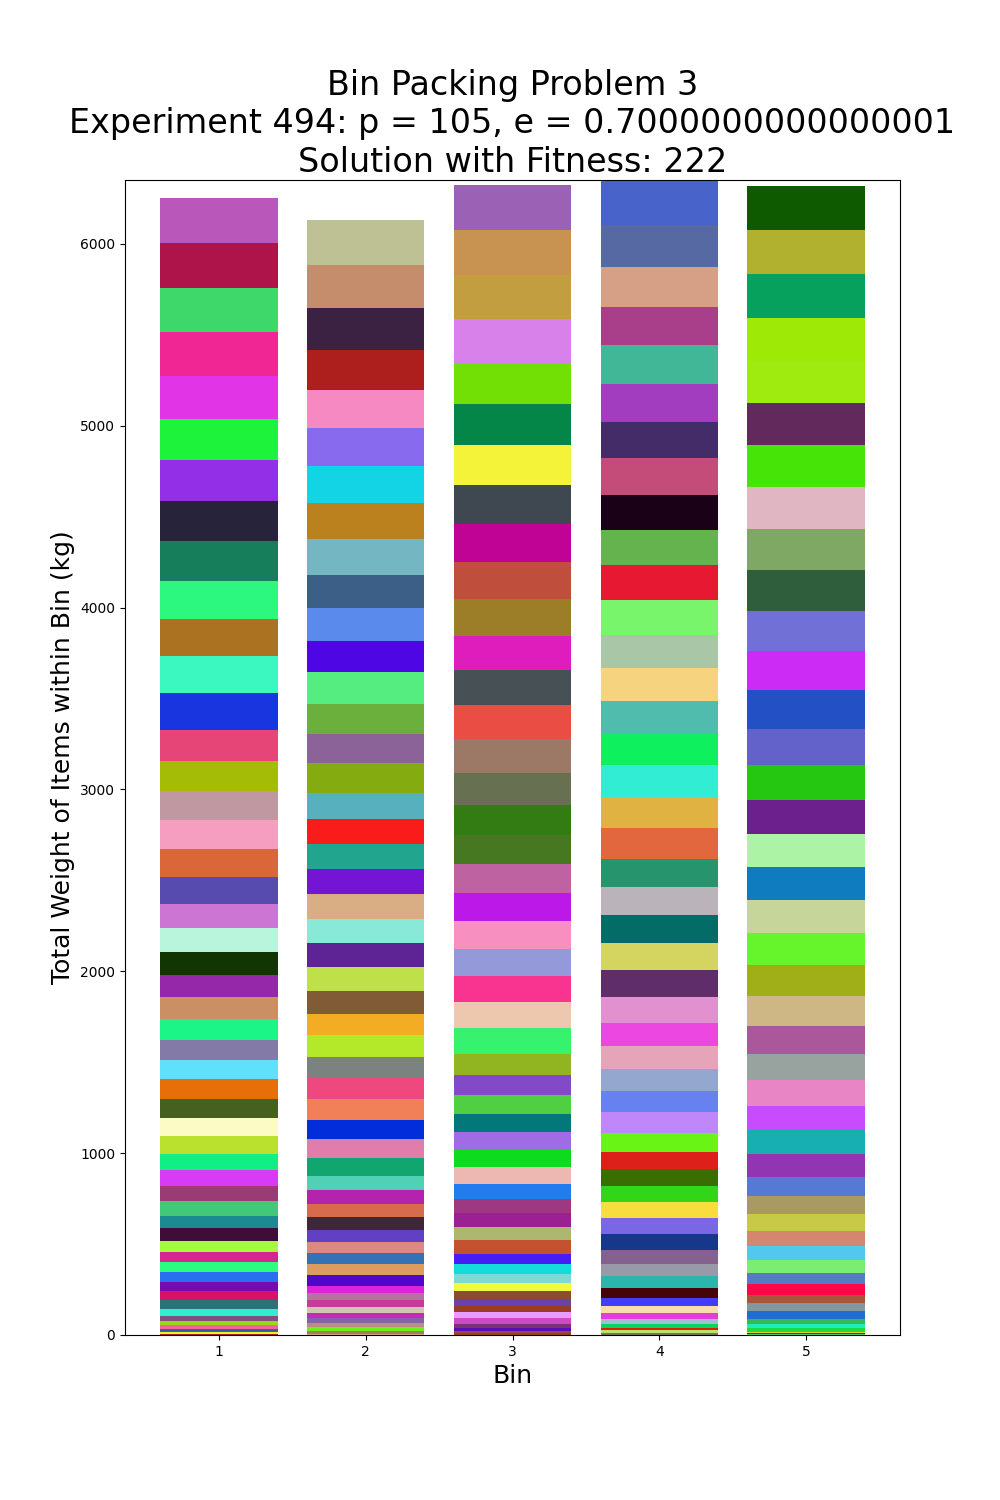 Bin Packing Problem 3
Experiment 494: p = 105, e = 0.7000000000000001
Solution with Fitness: 222
6000
5000
4000
3000
2000
1000
0
Total Weight of Items within Bin (kg)
1 2 3 4 5
Bin